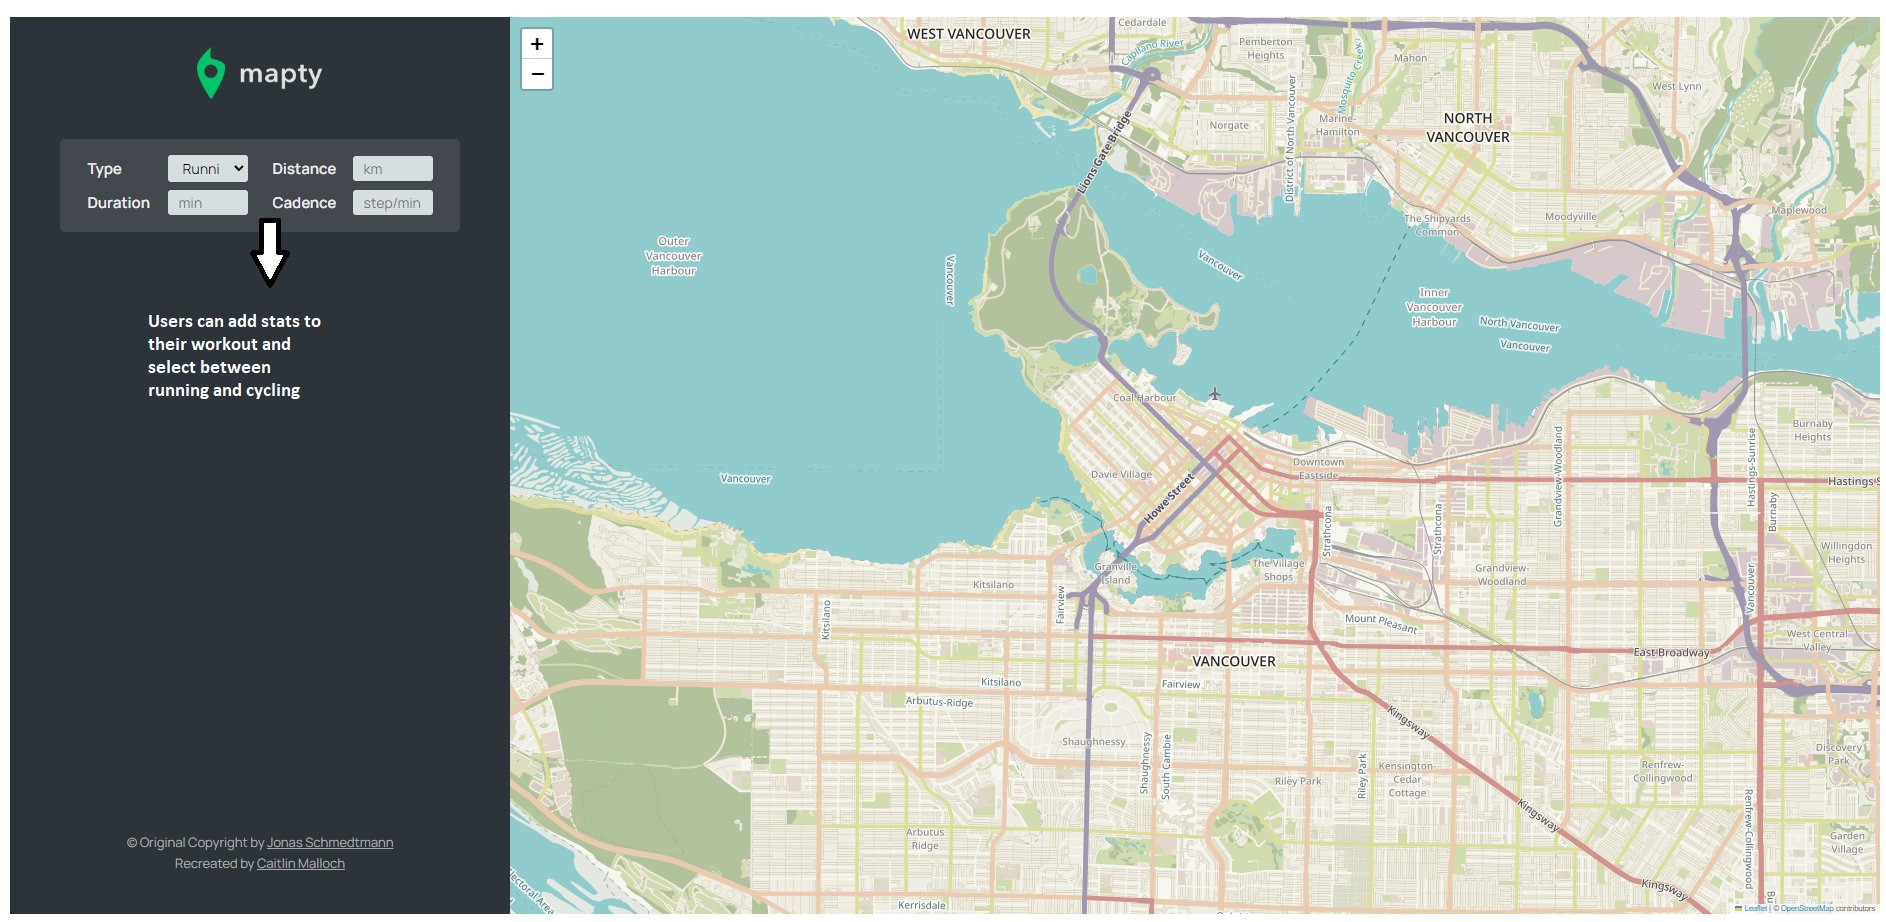 mapty
Type
Runni
Distance
km
Duration
min
Cadence
step/min
Users can add stats to
their workout and
select between
running and cycling
© Original Copyright by Jonas Schmedtmann
Recreated by Caitlin Malloch
+
−
WEST VANCOUVER
Cedardale
Capilano River
Pemberton
Heights
Mosquito Creek
Mahon
West Lynn
NORTH
VANCOUVER
Norgate
Marine-
Hamilton
District of North Vancouver
Lions Gate Bridge
The Shipyards
Common
Moodyville
Maplewood
Outer
Vancouver
Harbour
Vancouver
Vancouver
Inner
Vancouver
Harbour
North Vancouver
Vancouver
Coal Harbour
Burnaby
Heights
Davie Village
Downtown
Eastside
Grandview-Woodland
Hastings-Sunrise
Vancouver
Hastings S
Howe Street
Burnaby
Strathcona
Strathcona
Willingdon
Heights
Granville
Island
The Village
Shops
Grandview-
Woodland
Kitsilano
Fairview
Vancouver
Kitsilano
Mount Pleasant
West Central
Valley
East Broadway
VANCOUVER
Kitsilano
Fairview
Arbutus-Ridge
Kingsway
Shaughnessy
Shaughnessy
South Cambie
Riley Park
Riley Park
Kensington-
Cedar
Cottage
Renfrew-
Collingwood
Discovery
Park
Renfrew-Collingwood
Kingsway
Arbutus
Ridge
Garden
Village
Electoral Area
Kerrisdale
Kingsway
Bu
Leaflet | © OpenStreetMap contributors